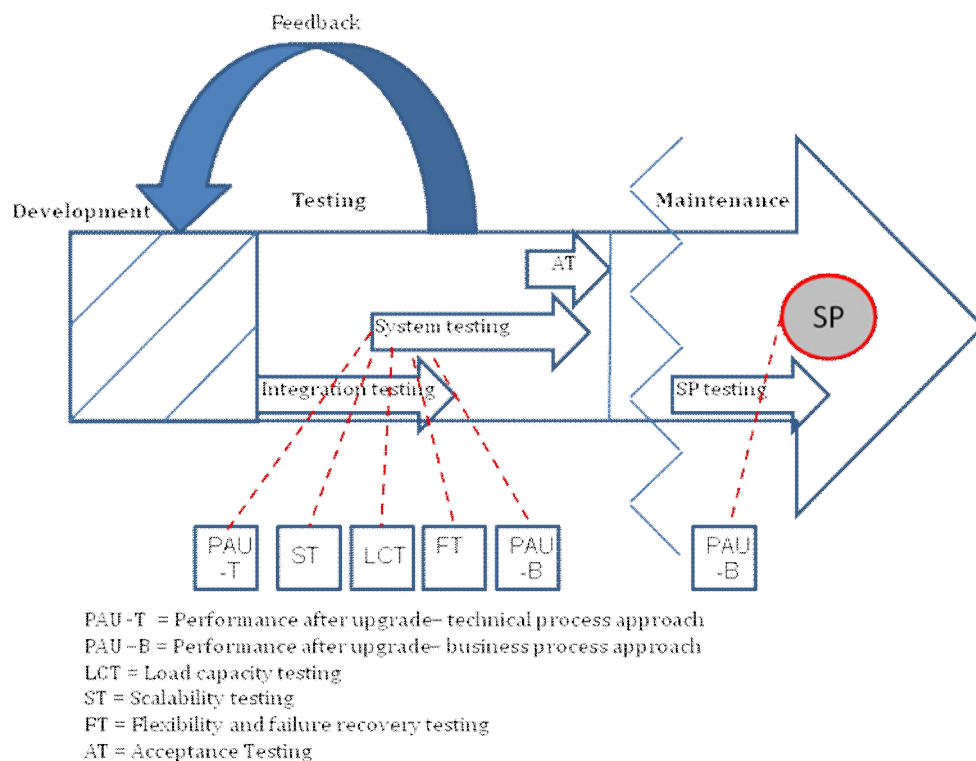 Feedback
Development
Testing
Maintenance
AT
System testing
SP
Integration testing
SP testing
PAU
-T
ST
LCT
FT
PAU
-B
PAU
-B
PAU-T = Performance after upgrade– technical process approach
PAU–B = Performance after upgrade– business process approach
LCT = Load capacity testing
ST = Scalability testing
FT = Flexibility and failure recovery testing
AT = Acceptance Testing